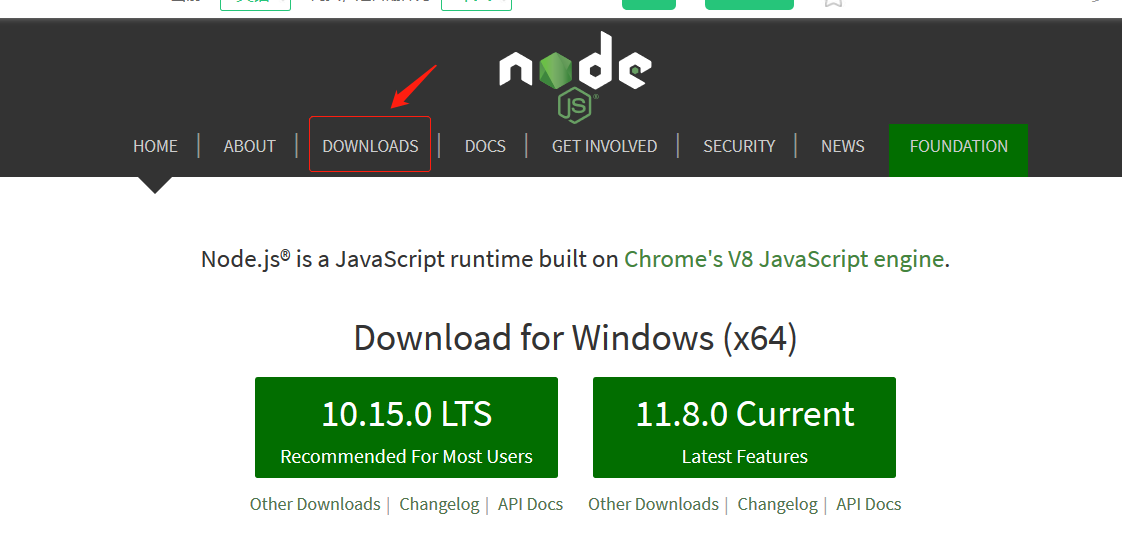 node
JS®
HOME | ABOUT | DOWNLOADS | DOCS | GET INVOLVED | SECURITY | NEWS FOUNDATION
Node.js® is a JavaScript runtime built on Chrome's V8 JavaScript engine.
Download for Windows (x64)
10.15.0 LTS
Recommended For Most Users
Other Downloads | Changelog | API Docs
11.8.0 Current
Latest Features
Other Downloads | Changelog | API Docs